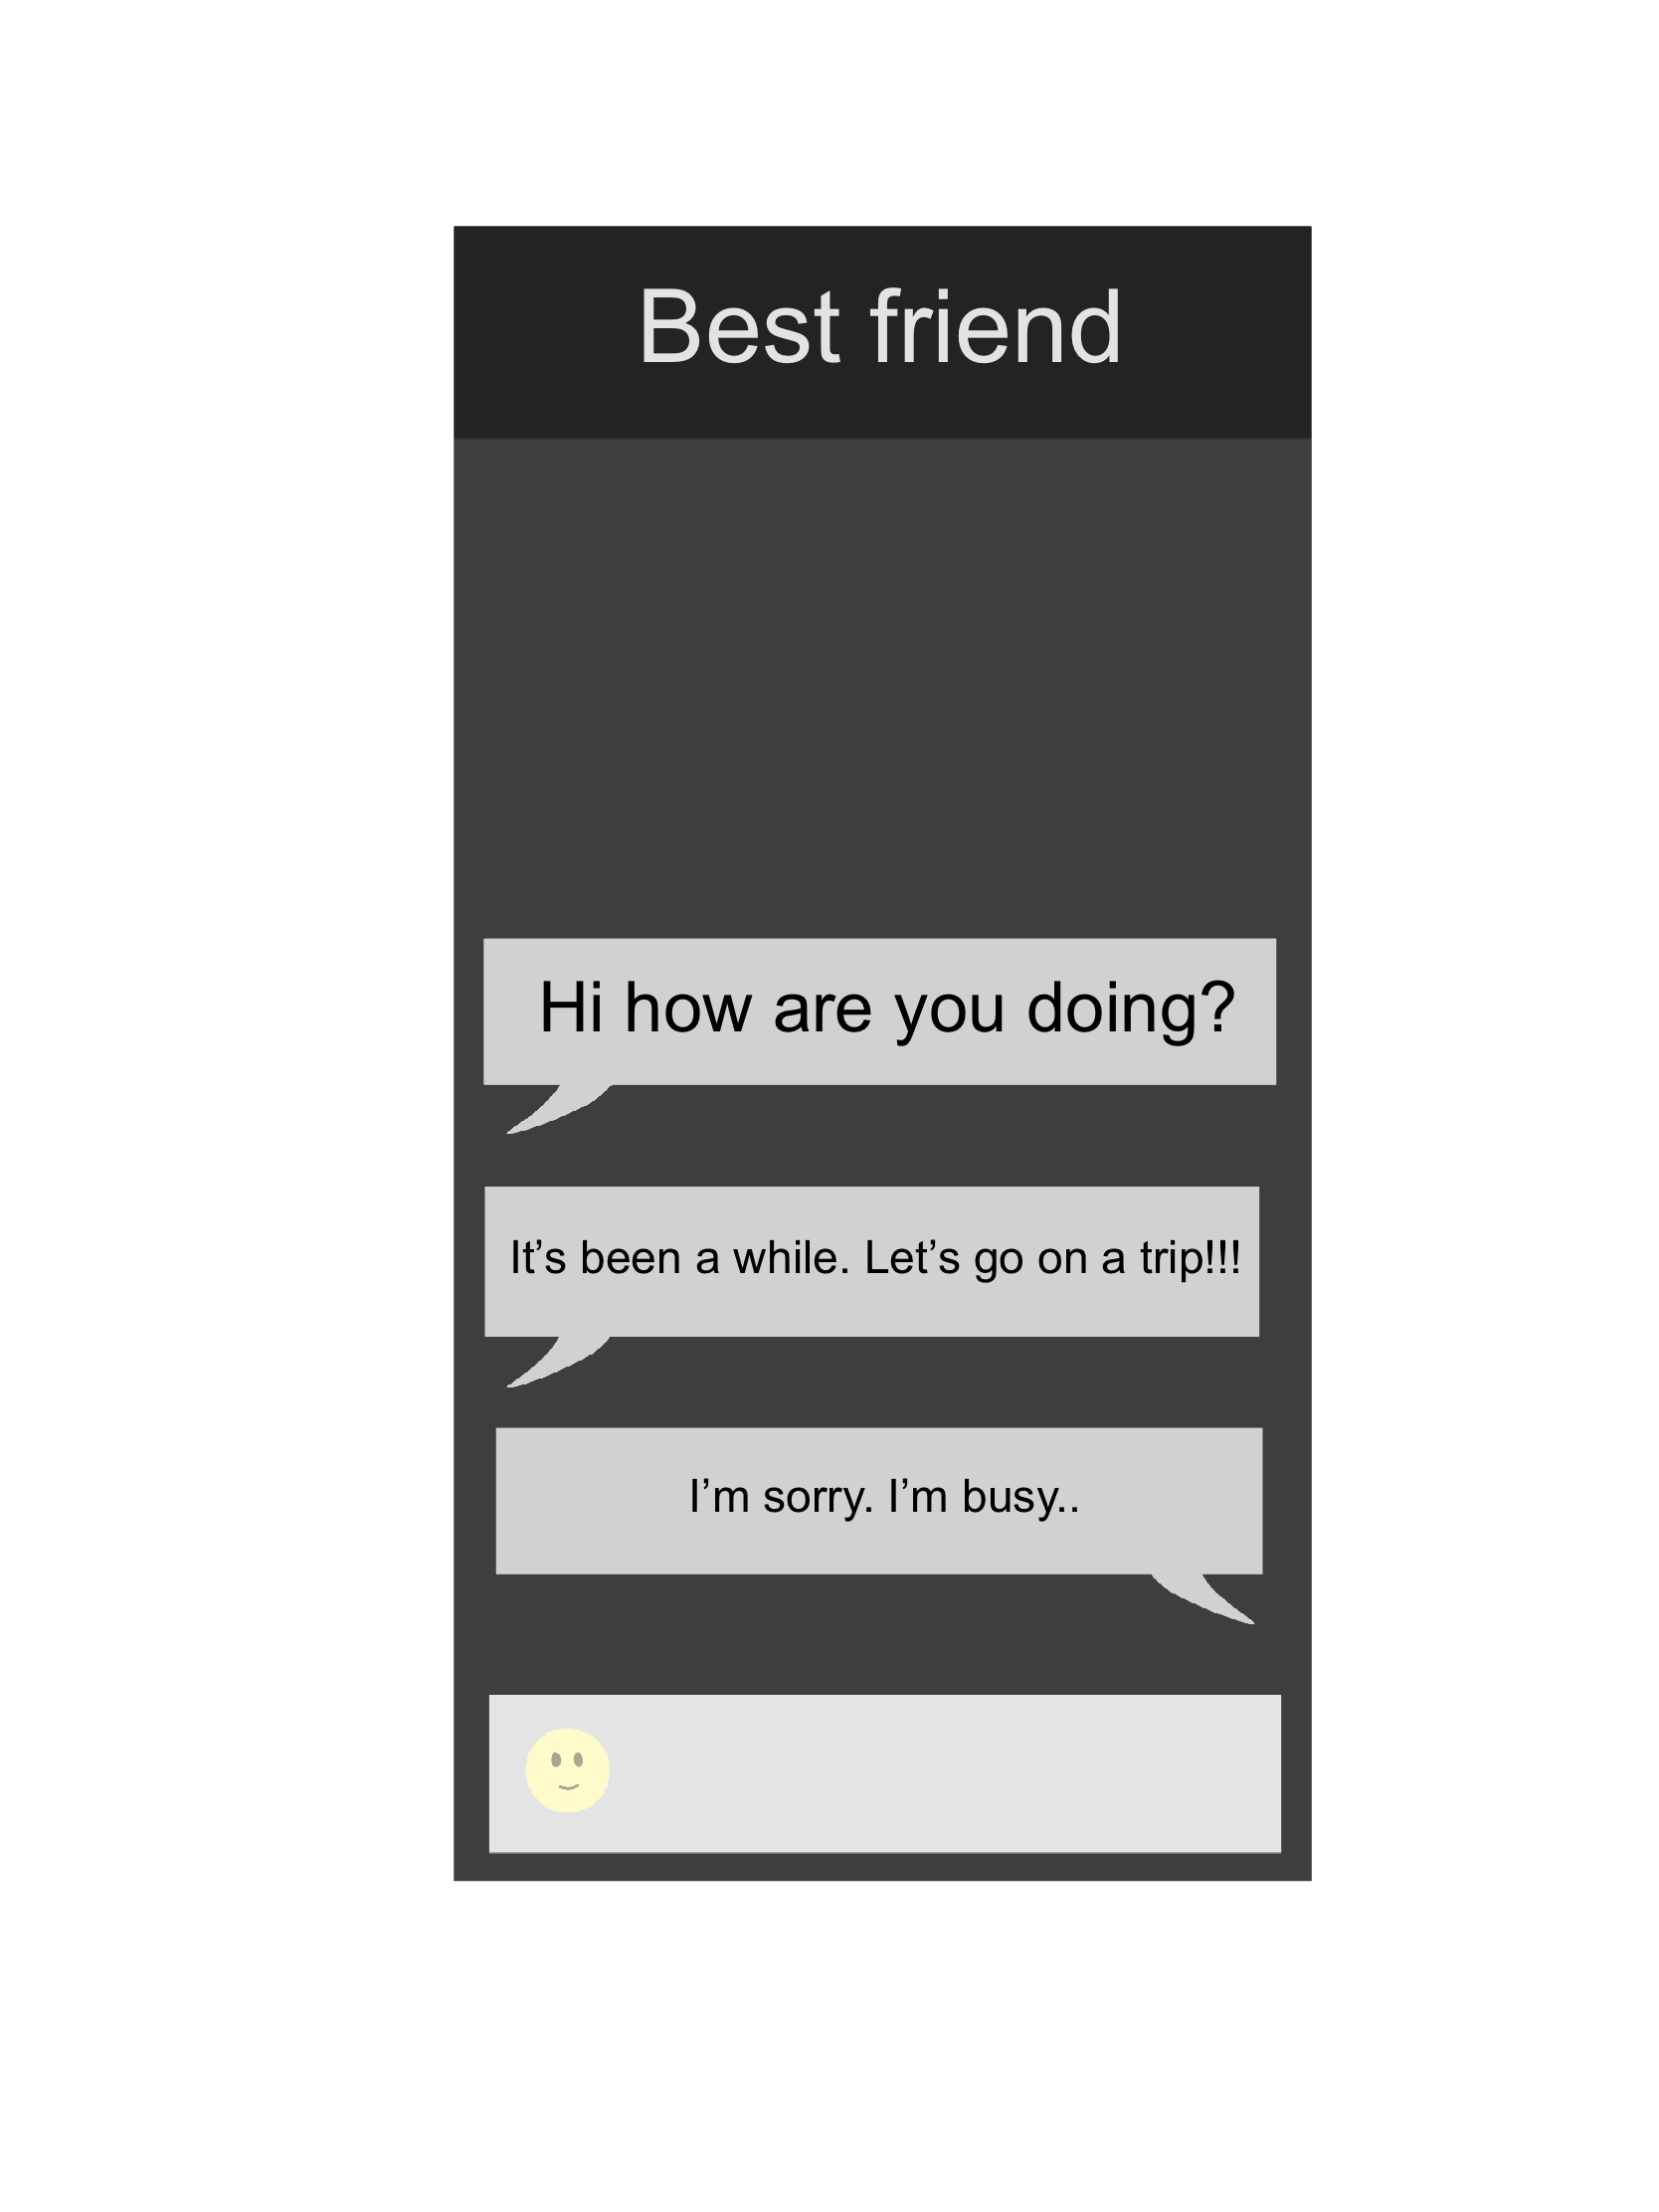 Best friend
Hi how are you doing?
It’s been a while. Let’s go on a trip!!!
I’m sorry. I’m busy..